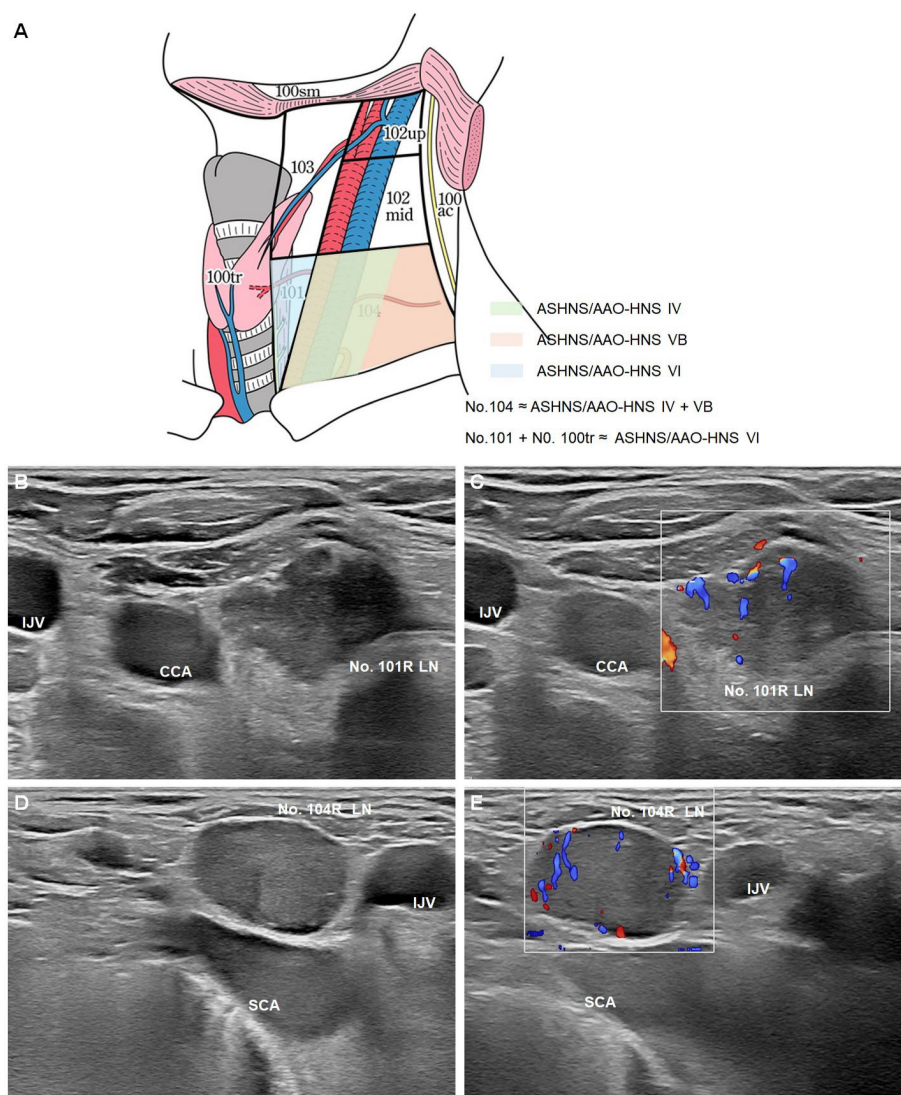 A
100sm
102up
103
102
mid
100
ac
100tr
101
104
ASHNS/AAO-HNS IV
ASHNS/AAO-HNS VB
ASHNS/AAO-HNS VI
No.104 ≈ ASHNS/AAO-HNS IV + VB
No.101 + N0. 100tr ≈ ASHNS/AAO-HNS VI
B
IJV
CCA
No. 101R LN
C
IJV
CCA
No. 101R LN
D
No. 104R LN
IJV
SCA
E
No. 104R LN
IJV
SCA